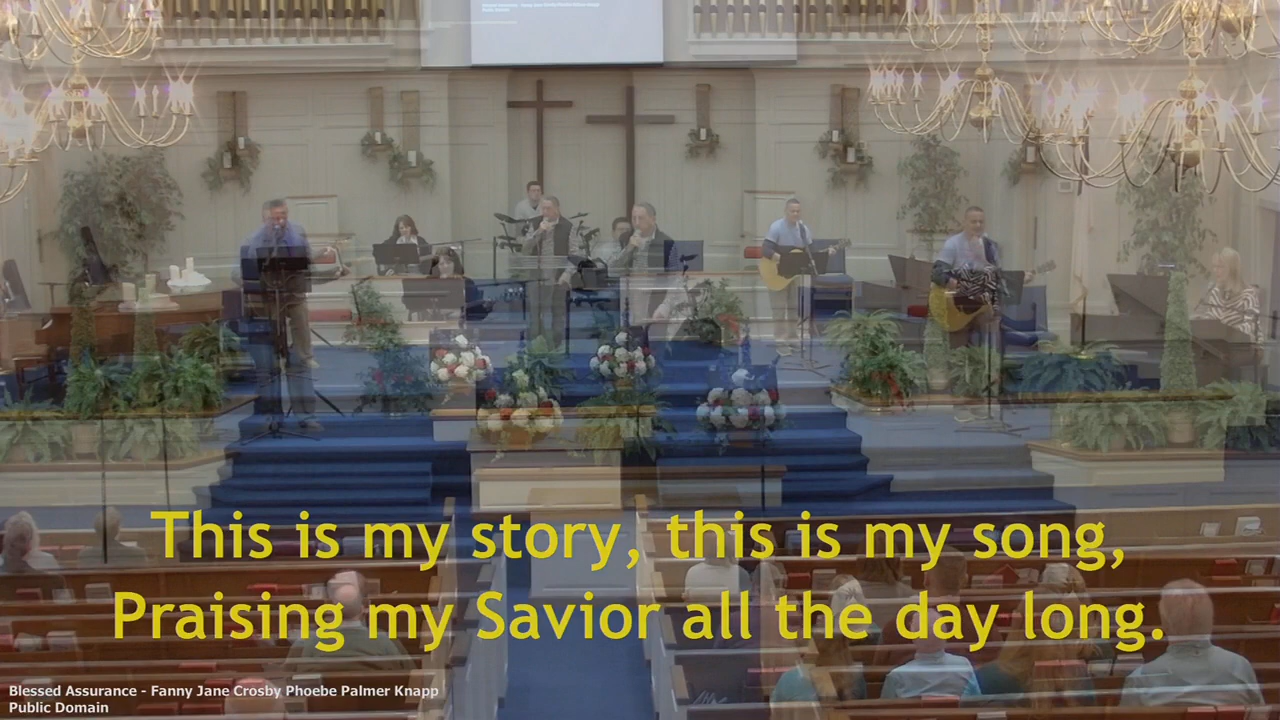 This is my story, this is my song,
Praising my Savior all the day long.
Blessed Assurance - Fanny Jane Crosby Phoebe Palmer Knapp
Public Domain